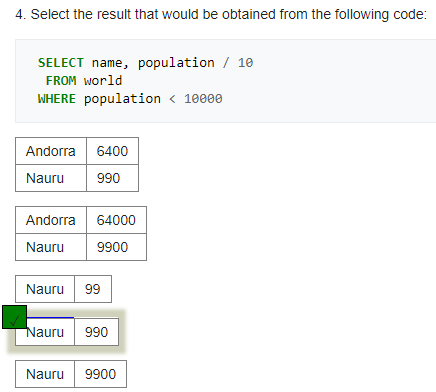 4. Select the result that would be obtained from the following code:
SELECT name, population / 10
FROM world
WHERE population < 10000
Andorra 6400
Nauru 990
Andorra 64000
Nauru 9900
Nauru 99
Nauru 990
Nauru 9900